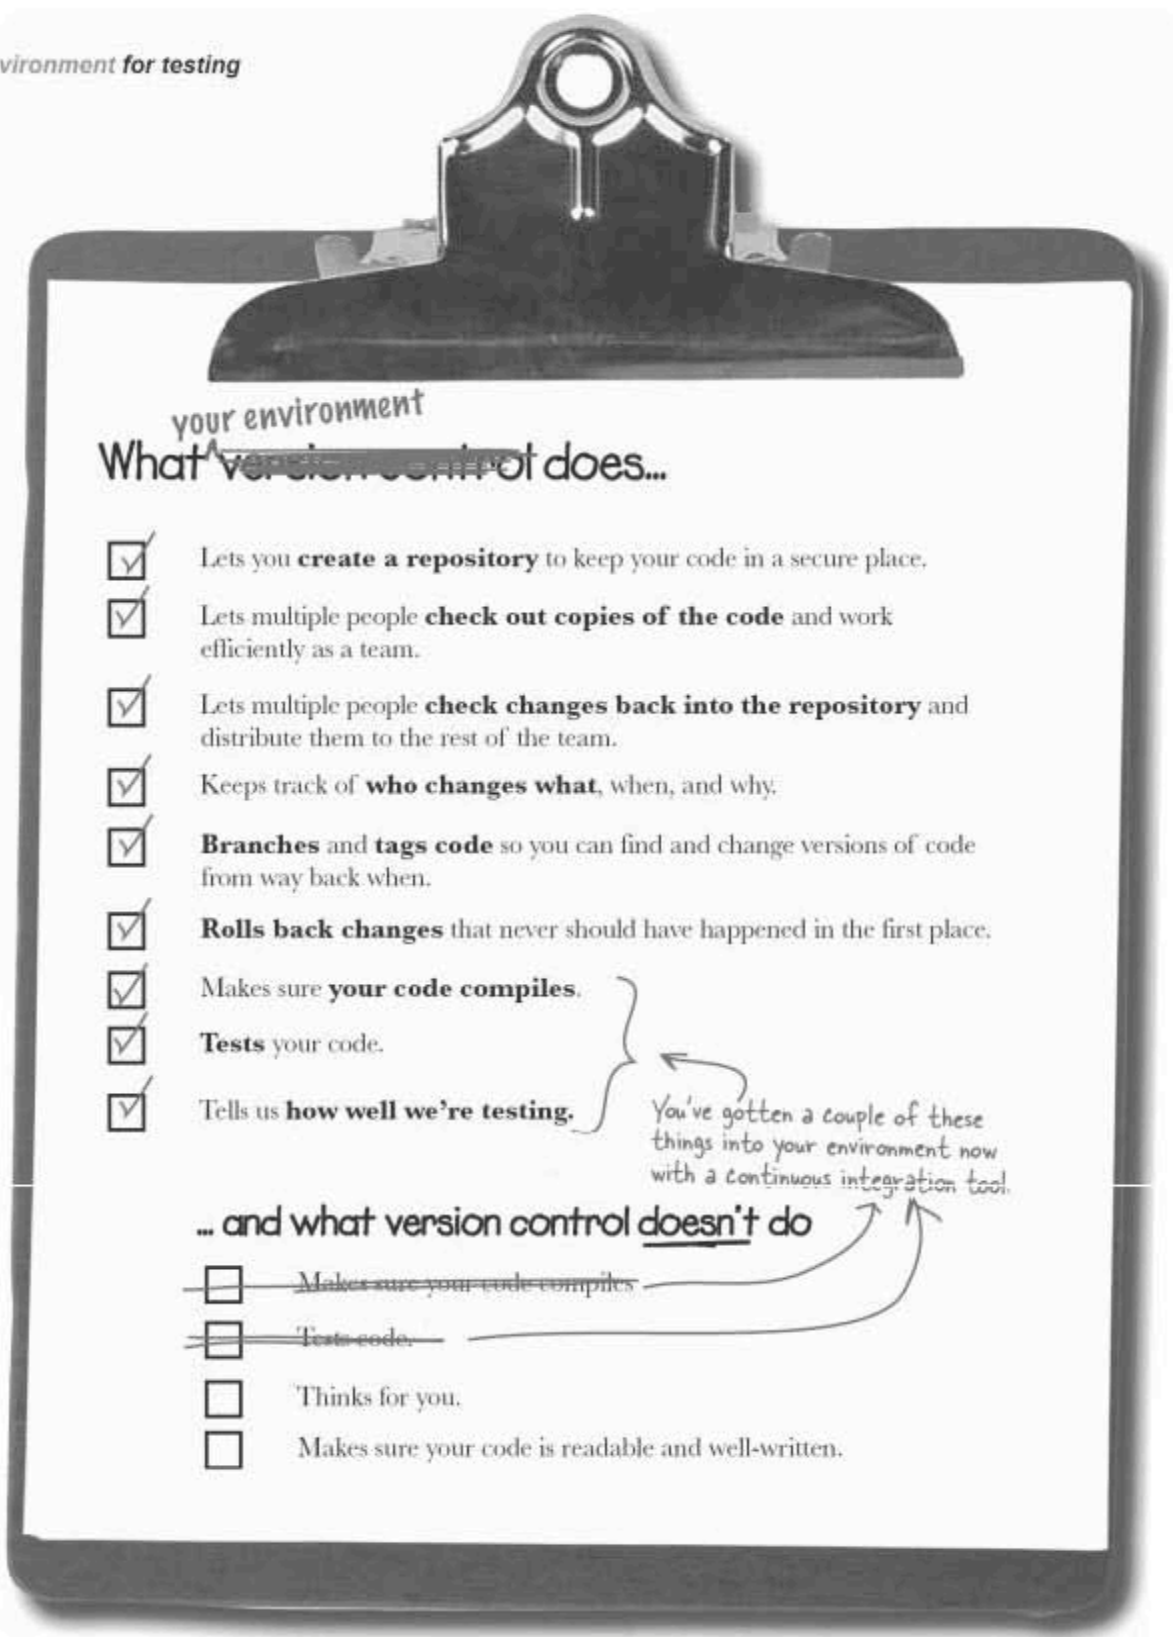 vironment for testing
your environment
What version control does...
Lets you create a repository to keep your code in a secure place.
Lets multiple people check out copies of the code and work
efficiently as a team.
Lets multiple people check changes back into the repository and
distribute them to the rest of the team.
Keeps track of who changes what, when, and why.
Branches and tags code so you can find and change versions of code
from way back when.
Rolls back changes that never should have happened in the first place.
Makes sure your code compiles.
Tests your code.
Tells us how well we're testing.
You've gotten a couple of these
things into your environment now
with a continuous integration tool.
... and what version control doesn't do
Makes sure your code compiles
Tests code.
Thinks for you.
Makes sure your code is readable and well-written.